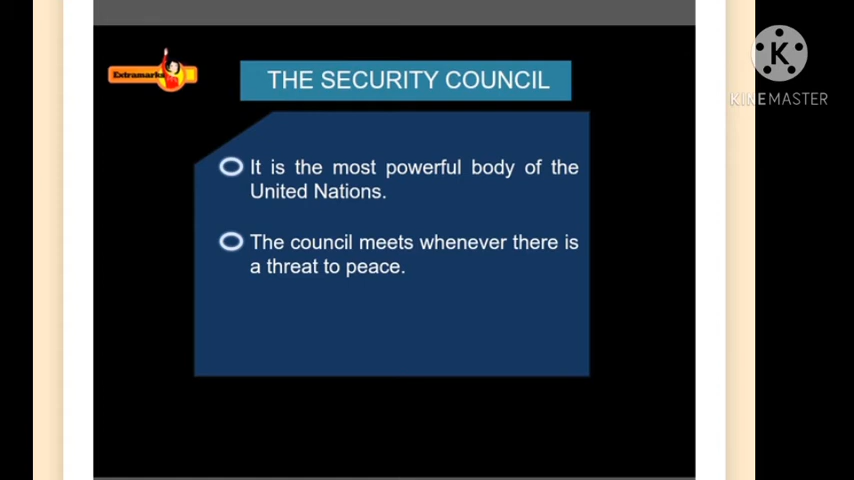 Extramarks
THE SECURITY COUNCIL
It is the most powerful body of the
United Nations.
The council meets whenever there is
a threat to peace.
K
KINEMASTER